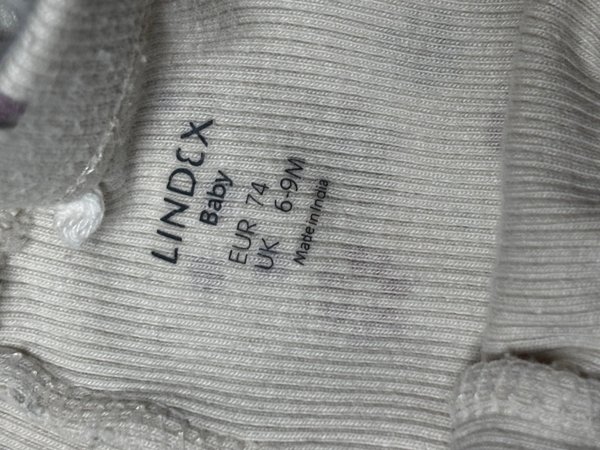 LINDEX
Baby
EUR 74
UK 6-9M
Made in India